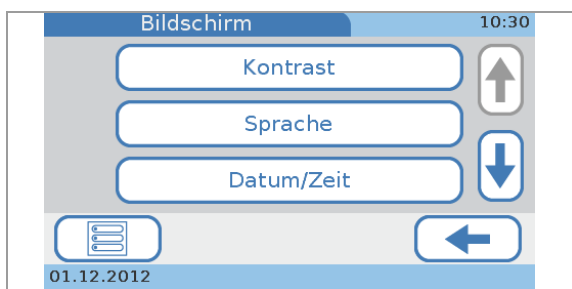 Bildschirm 10:30
Kontrast
Sprache
Datum/Zeit
01.12.2012